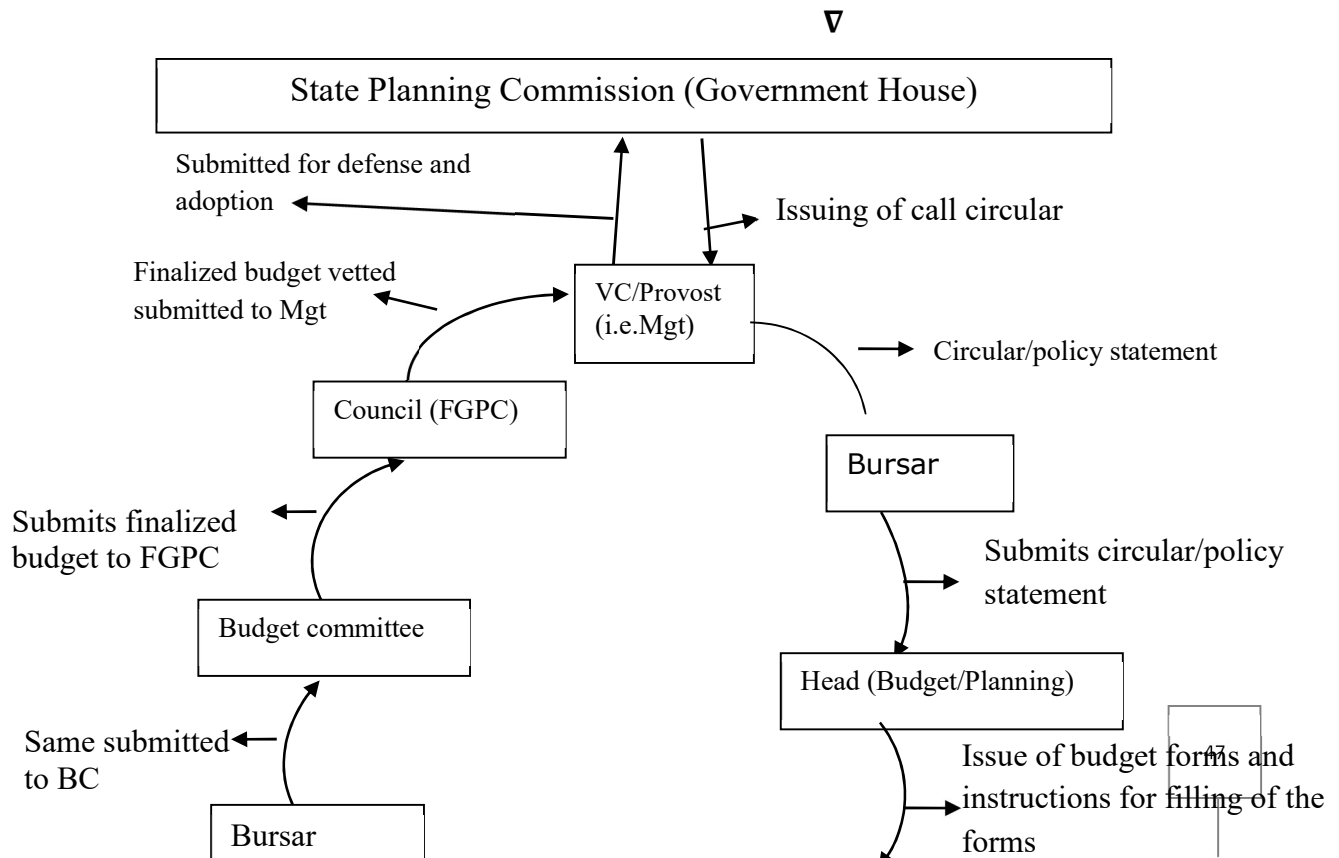 ∇
State Planning Commission (Government House)
Submitted for defense and
adoption
Issuing of call circular
Finalized budget vetted
submitted to Mgt
VC/Provost
(i.e.Mgt)
Circular/policy statement
Council (FGPC)
Bursar
Submits finalized
budget to FGPC
Submits circular/policy
statement
Budget committee
Head (Budget/Planning)
Same submitted
to BC
Issue of budget forms and
instructions for filling of the
forms
47
Bursar